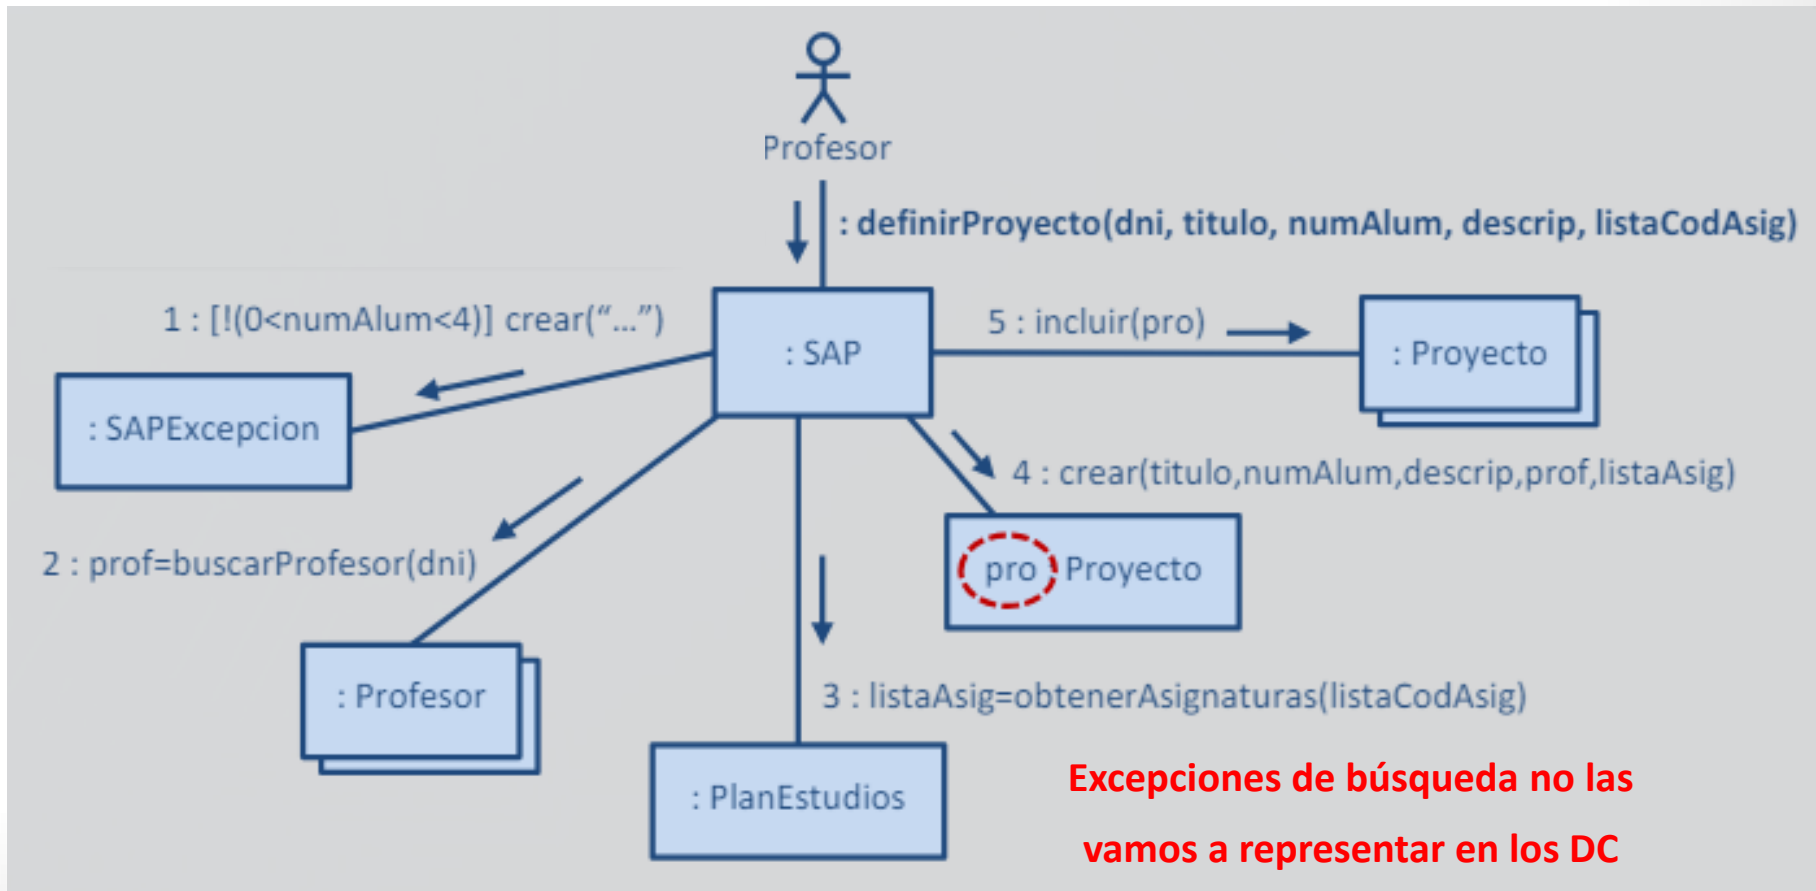 Profesor
: definirProyecto(dni, titulo, numAlum, descrip, listaCodAsig)
1 : [!(0<numAlum<4)] crear(“...”)
5 : incluir(pro)
: SAP
: Proyecto
: SAPExcepcion
4 : crear(titulo,numAlum,descrip,prof,listaAsig)
2 : prof=buscarProfesor(dni)
pro Proyecto
: Profesor
3 : listaAsig=obtenerAsignaturas(listaCodAsig)
: PlanEstudios
Excepciones de búsqueda no las
vamos a representar en los DC